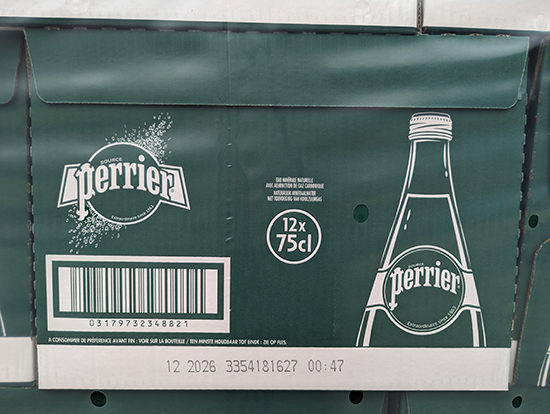 SOURCE
perrier
Extraordinaire since 1863
EAU MINÉRALE NATURELLE
AVEC ADJONCTION DE GAZ CARBONIQUE
NATUURLIJK MINERAALWATER
MET TOEVOEGING VAN KOOLZUURGAS
12x
75cl
SOURCE
perrier
Extraordinaire since 1863
03179732348821
A CONSOMMER DE PRÉFÉRENCE AVANT FIN : VOIR SUR LA BOUTEILLE / TEN MINSTE HOUDBAAR TOT EINDE : ZIE OP FLES.
12 2026 3354181627 00:47